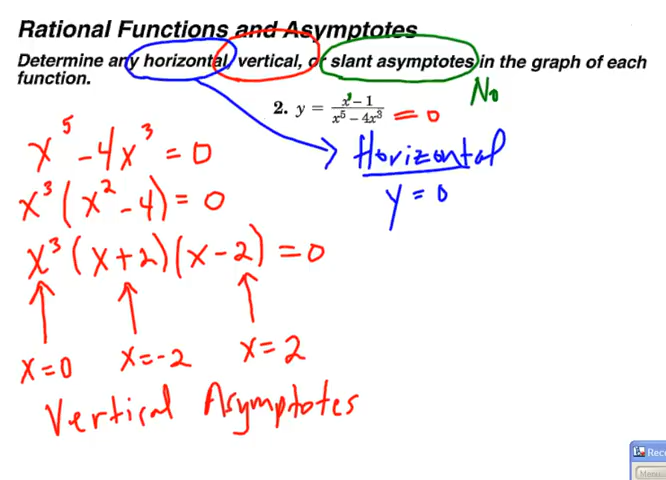 Rational Functions and Asymptotes
Determine any horizontal, vertical, or slant asymptotes in the graph of each
function.
No
2. y = (x - 1) / (x⁵ - 4x³) = 0
x⁵ - 4x³ = 0
Horizontal
x³ (x² - 4) = 0
y = 0
x³ (x + 2) (x - 2) = 0
x = 0 x = -2 x = 2
Vertical Asymptotes
Reco
Menu